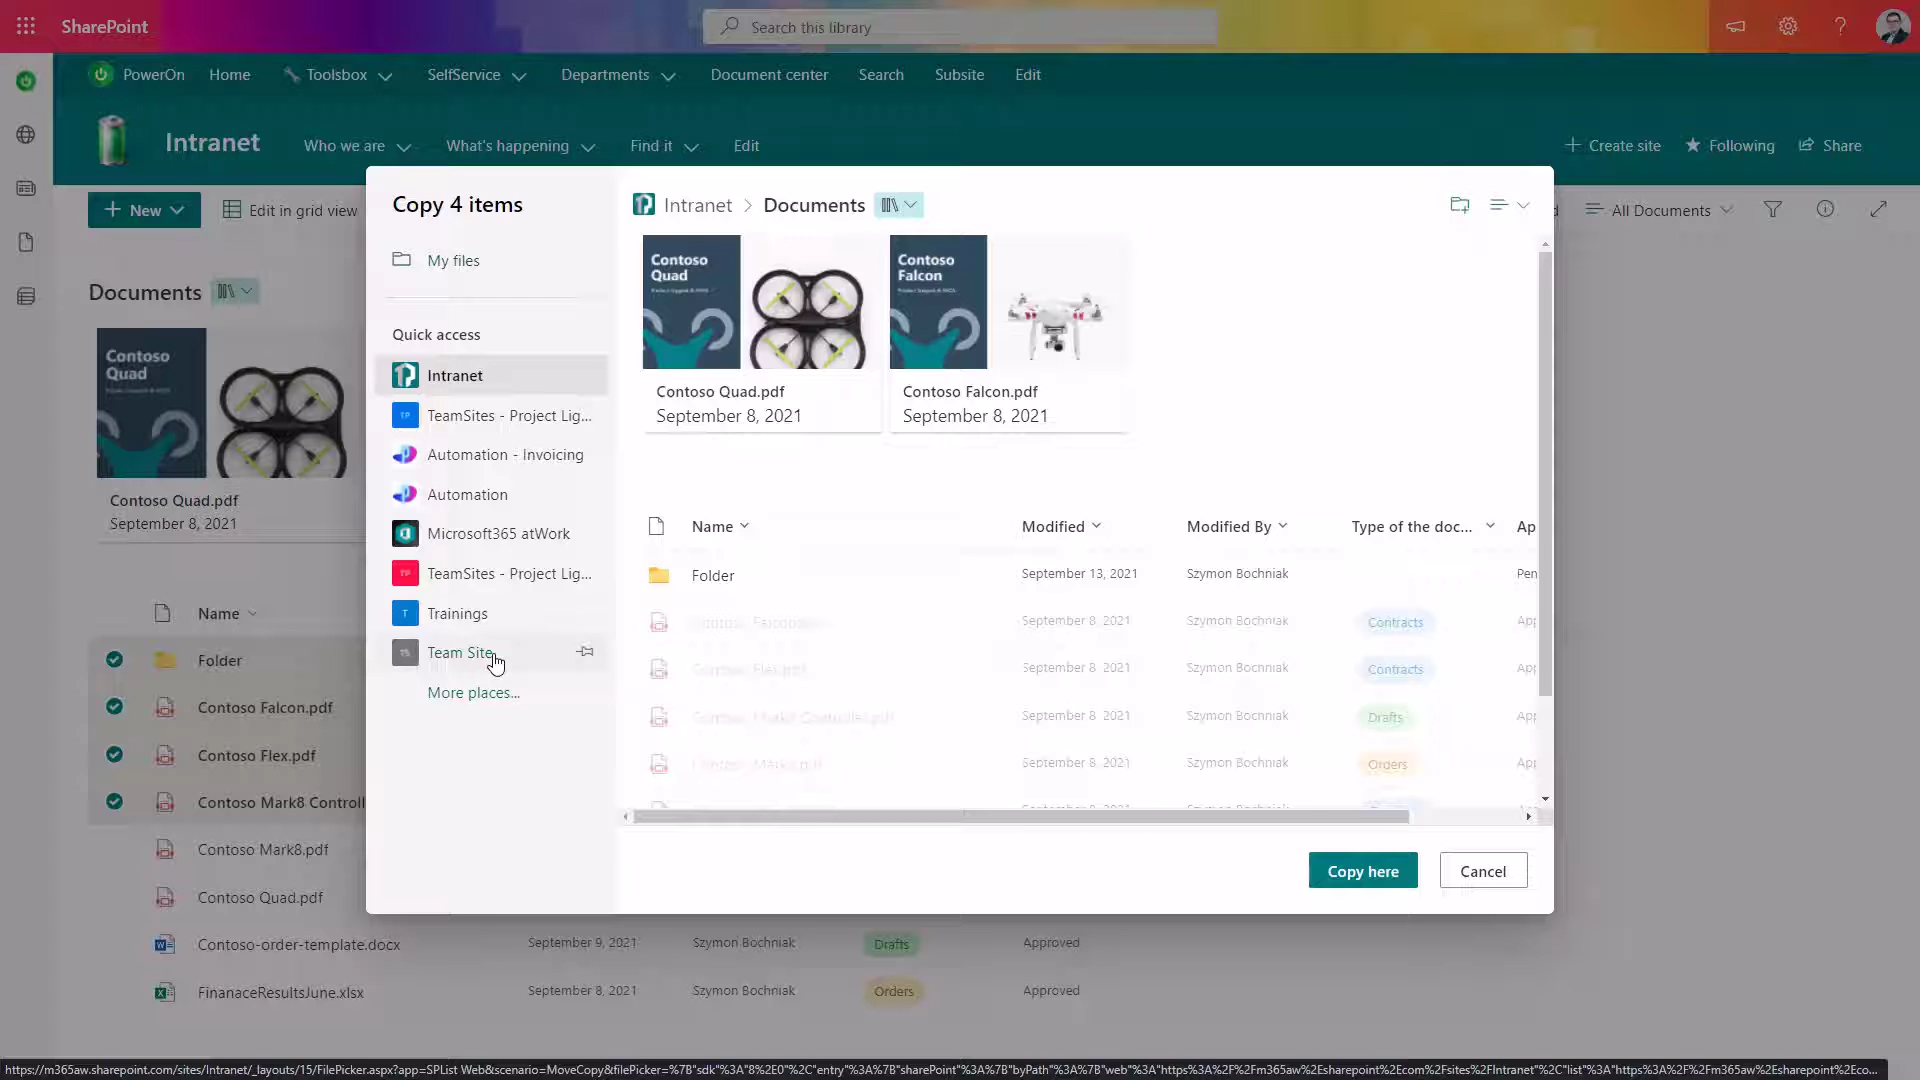 SharePoint
Search this library
PowerOn Home Toolbox SelfService Departments Document center Search Subsite Edit
Intranet Who we are What's happening Find it Edit
Create site Following Share
New Edit in grid view
All Documents
Documents
Contoso
Quad
Contoso Quad.pdf
September 8, 2021
Name
Folder
Contoso Falcon.pdf
Contoso Flex.pdf
Contoso Mark8 Controll
Contoso Mark8.pdf
Contoso Quad.pdf
Contoso-order-template.docx September 9, 2021 Szymon Bochniak Drafts Approved
FinanaceResultsJune.xlsx September 8, 2021 Szymon Bochniak Orders Approved
Copy 4 items
My files
Quick access
Intranet
TeamSites - Project Lig...
Automation - Invoicing
Automation
Microsoft365 atWork
TeamSites - Project Lig...
Trainings
Team Site
More places...
Intranet > Documents
Contoso
Quad
Contoso Quad.pdf
September 8, 2021
Contoso
Falcon
Contoso Falcon.pdf
September 8, 2021
Name Modified Modified By Type of the doc... Ap
Folder September 13, 2021 Szymon Bochniak Pen
September 8, 2021 Szymon Bochniak Contracts App
September 8, 2021 Szymon Bochniak Contracts App
September 8, 2021 Szymon Bochniak Drafts App
September 8, 2021 Szymon Bochniak Orders App
Copy here Cancel